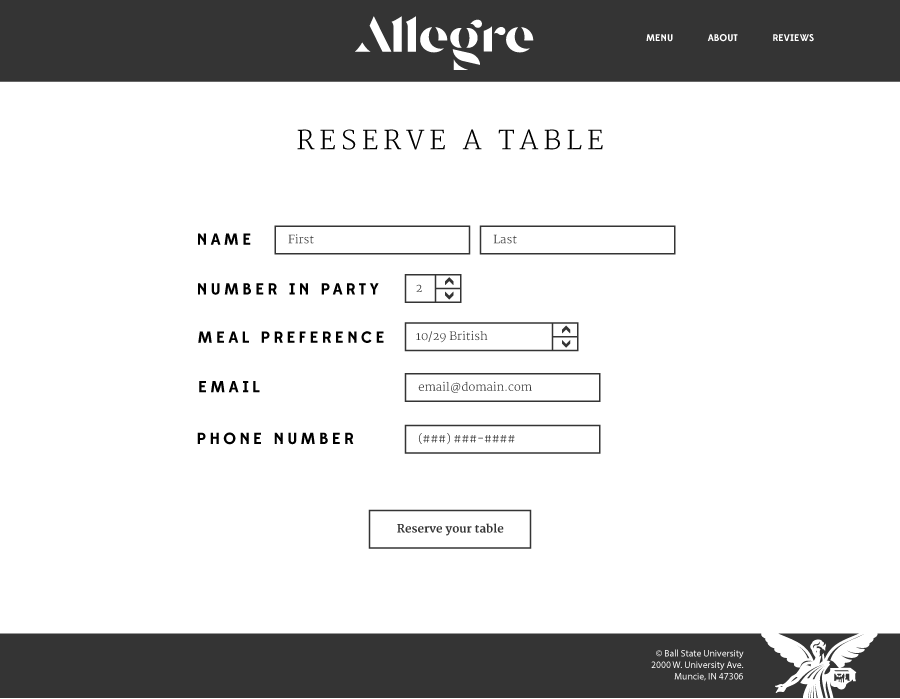 Allegre
MENU ABOUT REVIEWS
RESERVE A TABLE
NAME First Last
NUMBER IN PARTY 2
MEAL PREFERENCE 10/29 British
EMAIL email@domain.com
PHONE NUMBER (###) ###-####
Reserve your table
© Ball State University
2000 W. University Ave.
Muncie, IN 47306